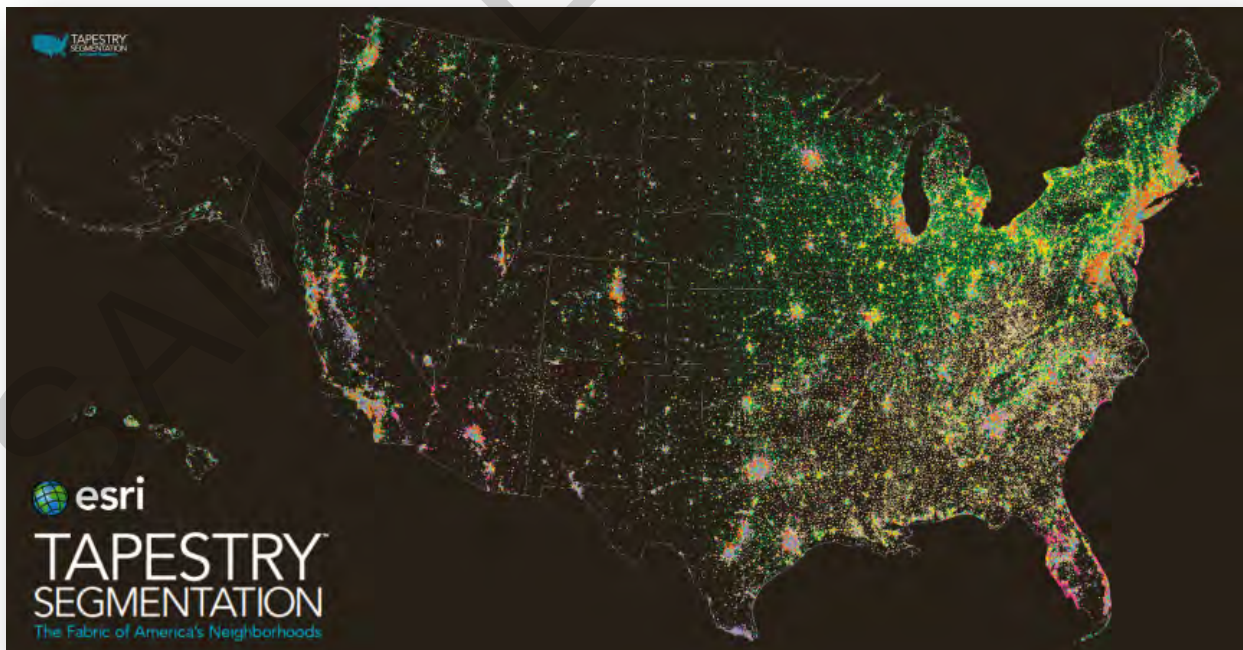 TAPESTRY
SEGMENTATION
esri
TAPESTRY™
SEGMENTATION
The Fabric of America's Neighborhoods